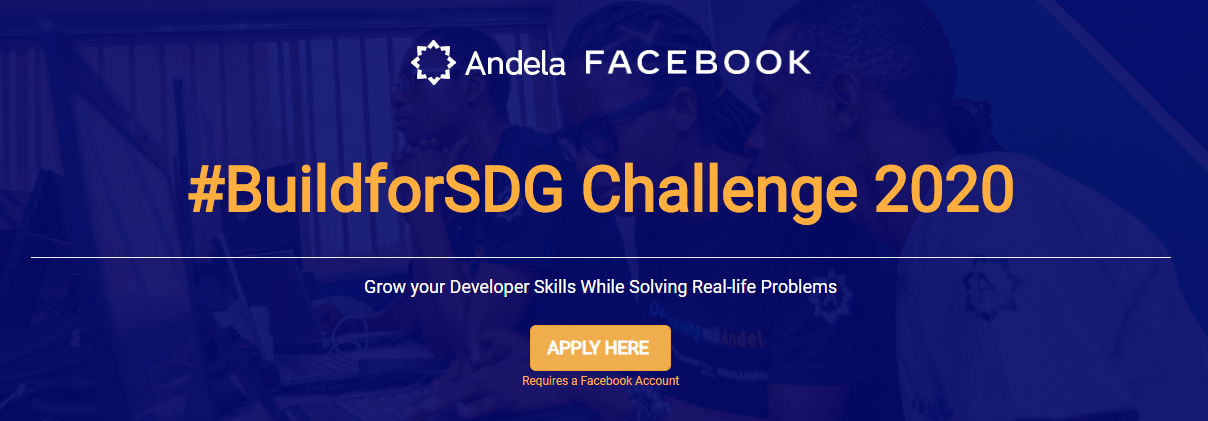 Andela FACEBOOK
#BuildforSDG Challenge 2020
Grow your Developer Skills While Solving Real-life Problems
APPLY HERE
Requires a Facebook Account